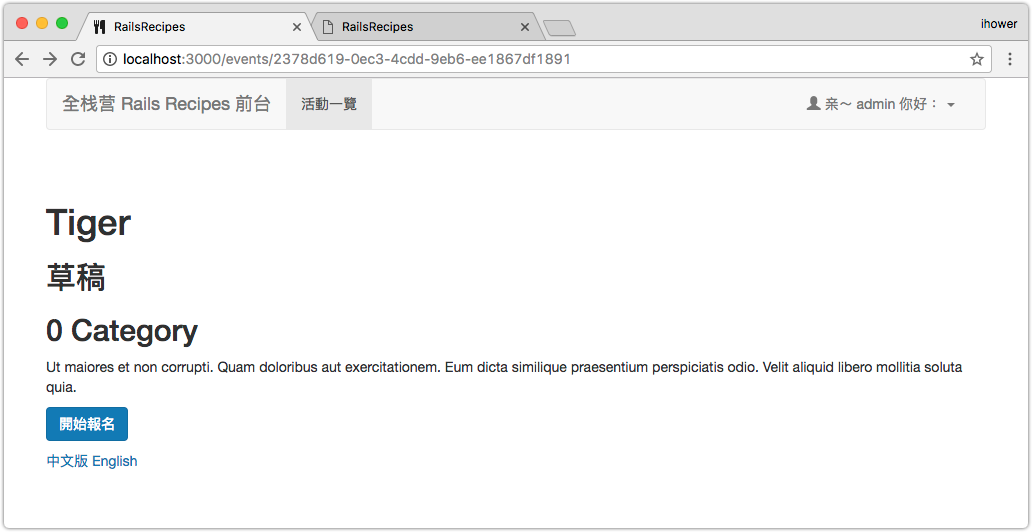 RailsRecipes
RailsRecipes
ihower
localhost:3000/events/2378d619-0ec3-4cdd-9eb6-ee1867df1891
全栈营 Rails Recipes 前台
活動一覽
亲～ admin 你好：
Tiger
草稿
0 Category
Ut maiores et non corrupti. Quam doloribus aut exercitationem. Eum dicta similique praesentium perspiciatis odio. Velit aliquid libero mollitia soluta
quia.
開始報名
中文版 English